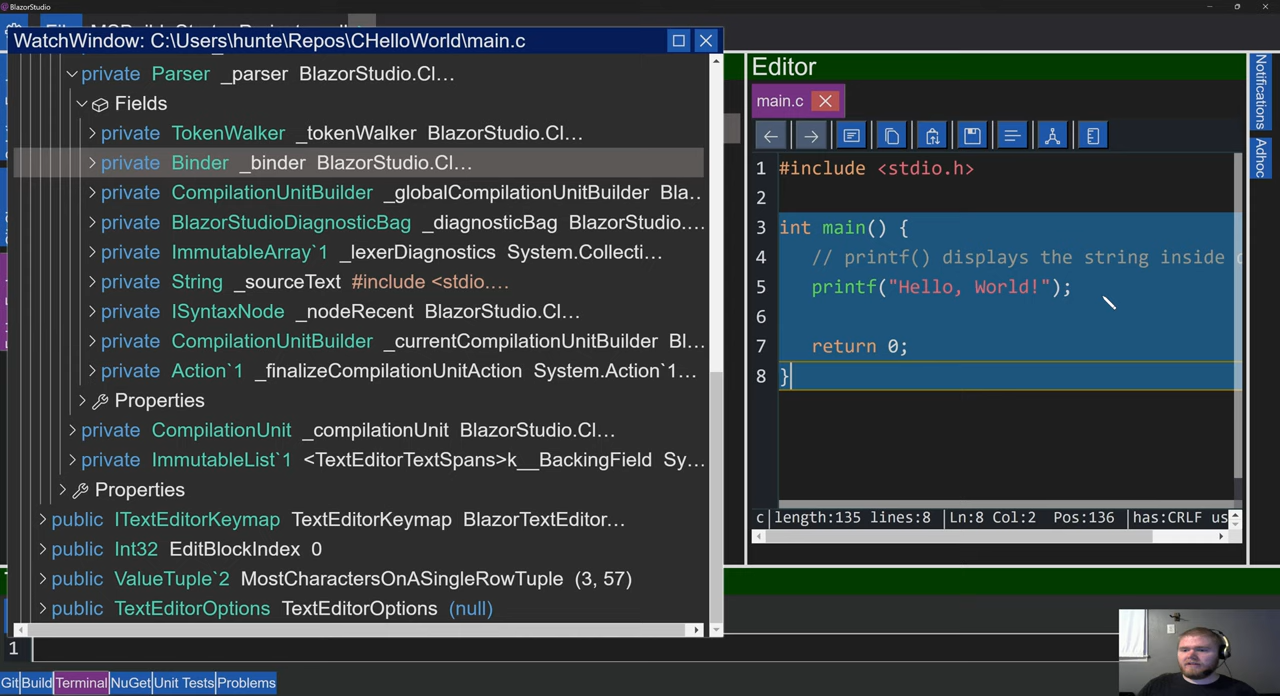 BlazorStudio
WatchWindow: C:\Users\hunte\Repos\CHelloWorld\main.c
private Parser _parser BlazorStudio.Cl…
Fields
private TokenWalker _tokenWalker BlazorStudio.Cl…
private Binder _binder BlazorStudio.Cl…
private CompilationUnitBuilder _globalCompilationUnitBuilder Bla…
private BlazorStudioDiagnosticBag _diagnosticBag BlazorStudio.…
private ImmutableArray`1 _lexerDiagnostics System.Collecti…
private String _sourceText #include <stdio.…
private ISyntaxNode _nodeRecent BlazorStudio.Cl…
private CompilationUnitBuilder _currentCompilationUnitBuilder Bl…
private Action`1 _finalizeCompilationUnitAction System.Action`1…
Properties
private CompilationUnit _compilationUnit BlazorStudio.Cl…
private ImmutableList`1 <TextEditorTextSpans>k__BackingField Sy…
Properties
public ITextEditorKeymap TextEditorKeymap BlazorTextEditor…
public Int32 EditBlockIndex 0
public ValueTuple`2 MostCharactersOnASingleRowTuple (3, 57)
public TextEditorOptions TextEditorOptions (null)
1
Git Build Terminal NuGet Unit Tests Problems
Editor
main.c
1 #include <stdio.h>
2
3 int main() {
4 // printf() displays the string inside
5 printf("Hello, World!");
6
7 return 0;
8 }
c length:135 lines:8 Ln:8 Col:2 Pos:136 has:CRLF us
Notifications
Adhoc